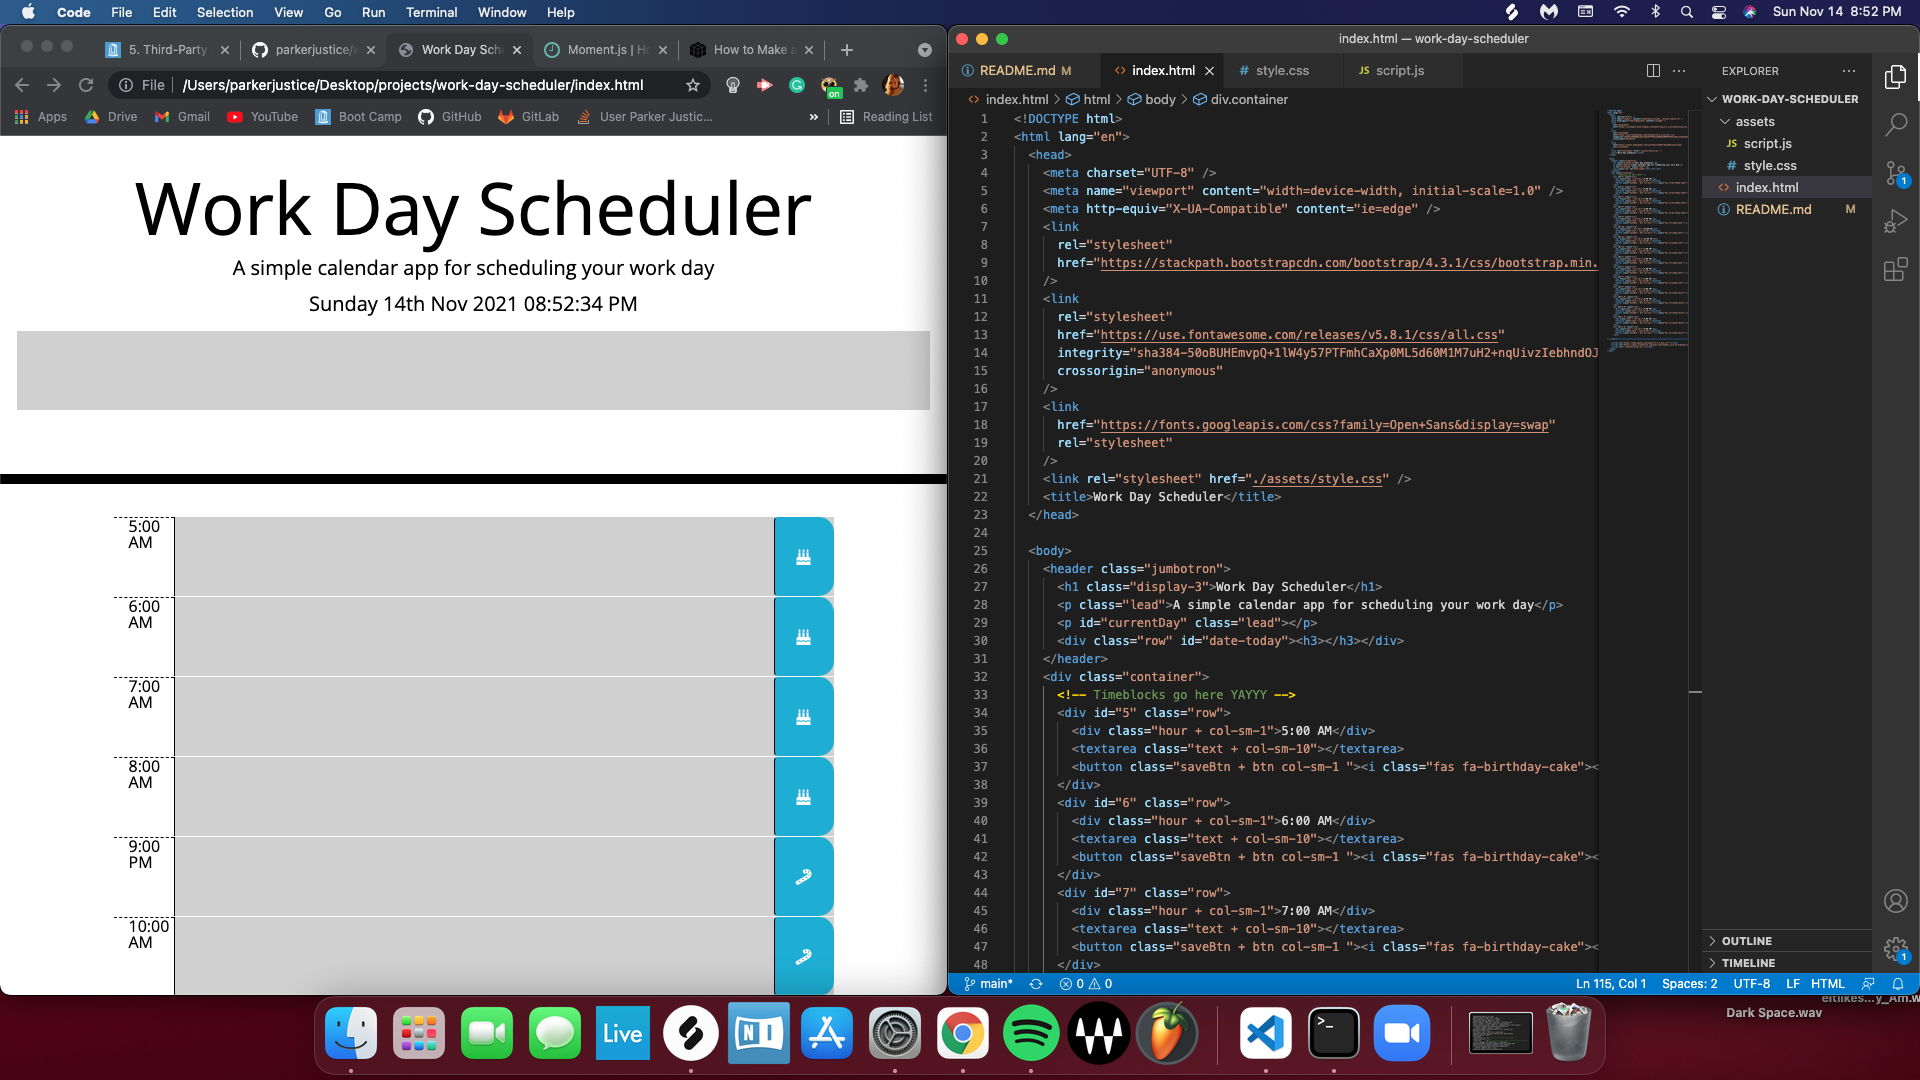 Code File Edit Selection View Go Run Terminal Window Help
Sun Nov 14 8:52 PM
5. Third-Party
parkerjustice/
Work Day Sch
Moment.js | H
How to Make a
File /Users/parkerjustice/Desktop/projects/work-day-scheduler/index.html
on
Apps Drive Gmail YouTube Boot Camp GitHub GitLab User Parker Justic... » Reading List
Work Day Scheduler
A simple calendar app for scheduling your work day
Sunday 14th Nov 2021 08:52:34 PM
5:00
AM
6:00
AM
7:00
AM
8:00
AM
9:00
PM
10:00
AM
index.html — work-day-scheduler
README.md M
index.html
style.css
script.js
index.html > html > body > div.container
1 <!DOCTYPE html>
2 <html lang="en">
3 <head>
4 <meta charset="UTF-8" />
5 <meta name="viewport" content="width=device-width, initial-scale=1.0" />
6 <meta http-equiv="X-UA-Compatible" content="ie=edge" />
7 <link
8 rel="stylesheet"
9 href="https://stackpath.bootstrapcdn.com/bootstrap/4.3.1/css/bootstrap.min.
10 />
11 <link
12 rel="stylesheet"
13 href="https://use.fontawesome.com/releases/v5.8.1/css/all.css"
14 integrity="sha384-50oBUHEmvpQ+1lW4y57PTFmhCaXp0ML5d60M1M7uH2+nqUivzIebhndOJ
15 crossorigin="anonymous"
16 />
17 <link
18 href="https://fonts.googleapis.com/css?family=Open+Sans&display=swap"
19 rel="stylesheet"
20 />
21 <link rel="stylesheet" href="./assets/style.css" />
22 <title>Work Day Scheduler</title>
23 </head>
24
25 <body>
26 <header class="jumbotron">
27 <h1 class="display-3">Work Day Scheduler</h1>
28 <p class="lead">A simple calendar app for scheduling your work day</p>
29 <p id="currentDay" class="lead"></p>
30 <div class="row" id="date-today"><h3></h3></div>
31 </header>
32 <div class="container">
33 <!-- Timeblocks go here YAYYY -->
34 <div id="5" class="row">
35 <div class="hour + col-sm-1">5:00 AM</div>
36 <textarea class="text + col-sm-10"></textarea>
37 <button class="saveBtn + btn col-sm-1 "><i class="fas fa-birthday-cake"><
38 </div>
39 <div id="6" class="row">
40 <div class="hour + col-sm-1">6:00 AM</div>
41 <textarea class="text + col-sm-10"></textarea>
42 <button class="saveBtn + btn col-sm-1 "><i class="fas fa-birthday-cake"><
43 </div>
44 <div id="7" class="row">
45 <div class="hour + col-sm-1">7:00 AM</div>
46 <textarea class="text + col-sm-10"></textarea>
47 <button class="saveBtn + btn col-sm-1 "><i class="fas fa-birthday-cake"><
48 </div>
EXPLORER
WORK-DAY-SCHEDULER
assets
JS script.js
# style.css
index.html
README.md M
OUTLINE
TIMELINE
1
1
main* 0 0 Ln 115, Col 1 Spaces: 2 UTF-8 LF HTML
Dark Space.wav
Live